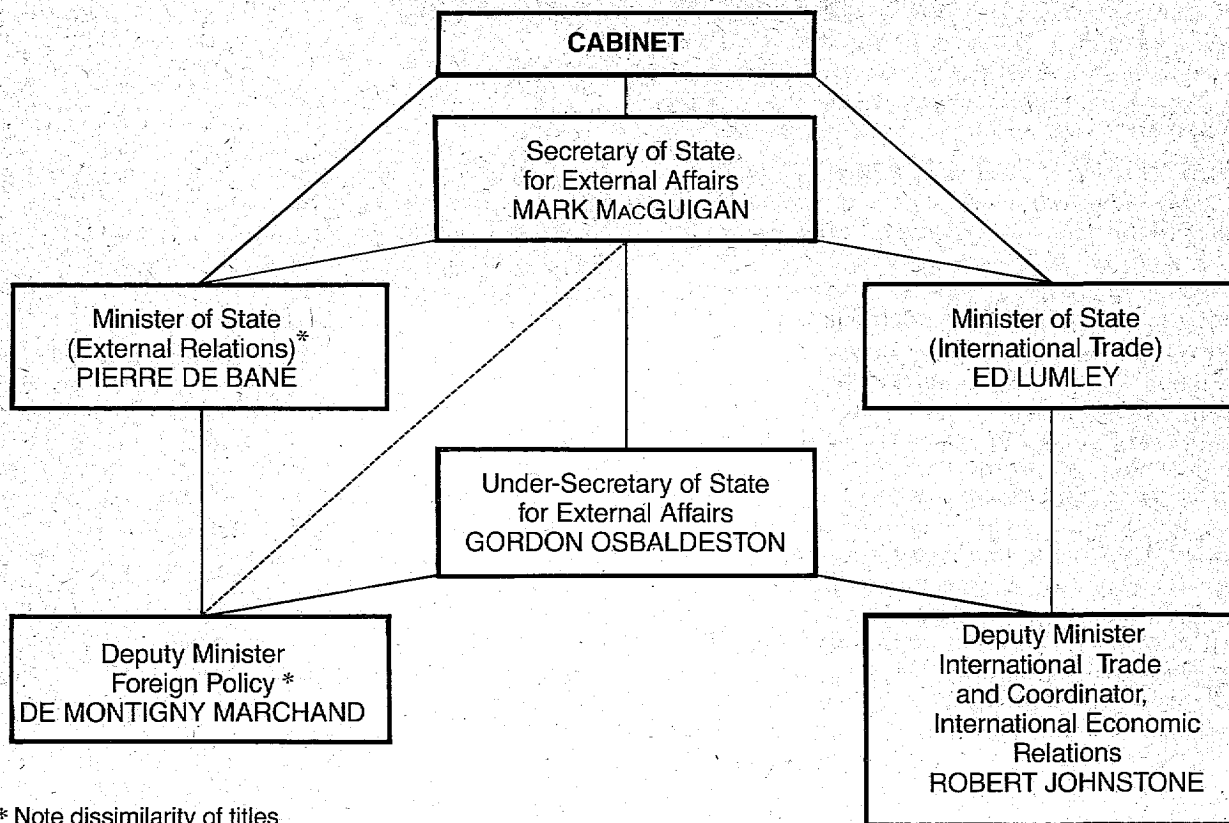 CABINET
Secretary of State
for External Affairs
MARK MACGUIGAN
Minister of State
(External Relations)*
PIERRE DE BANÉ
Minister of State
(International Trade)
ED LUMLEY
Under-Secretary of State
for External Affairs
GORDON OSBALDESTON
Deputy Minister
Foreign Policy *
DE MONTIGNY MARCHAND
Deputy Minister
International Trade
and Coordinator,
International Economic
Relations
ROBERT JOHNSTONE
* Note dissimilarity of titles